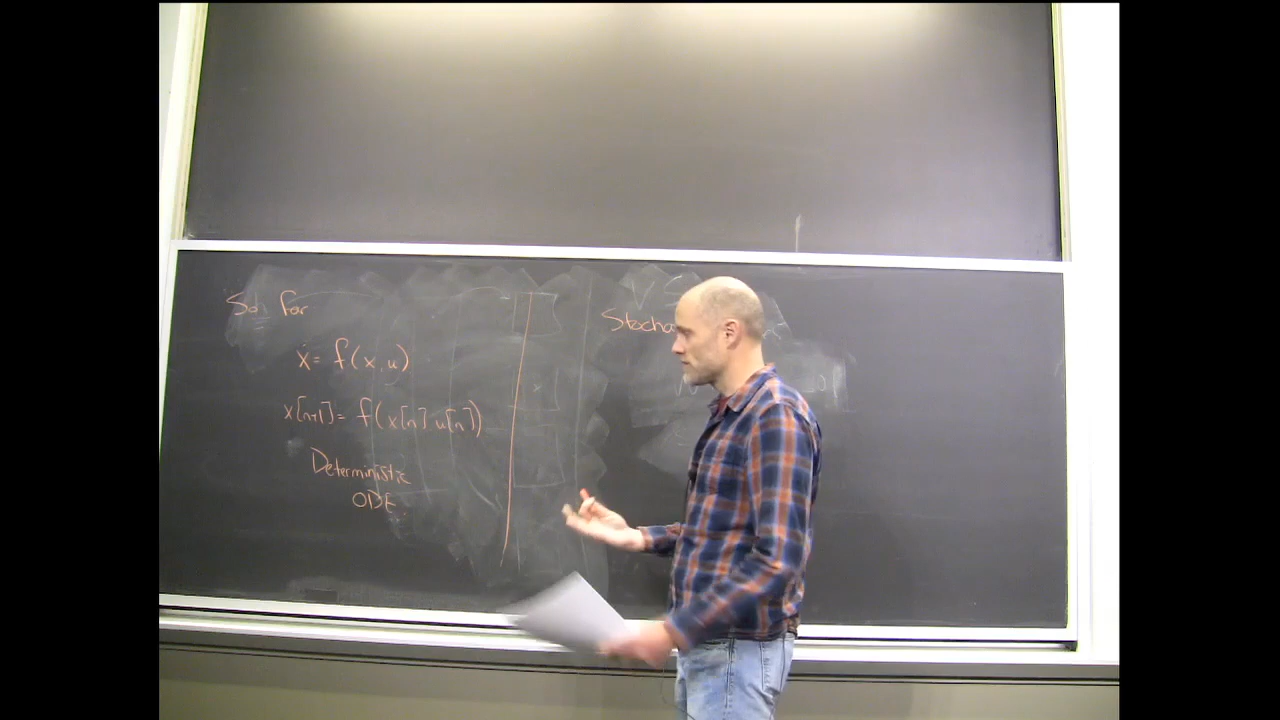 So far
ẋ = f(x,u)
x[n+1] = f(x[n] u[n])
Deterministic
ODE
Stocha